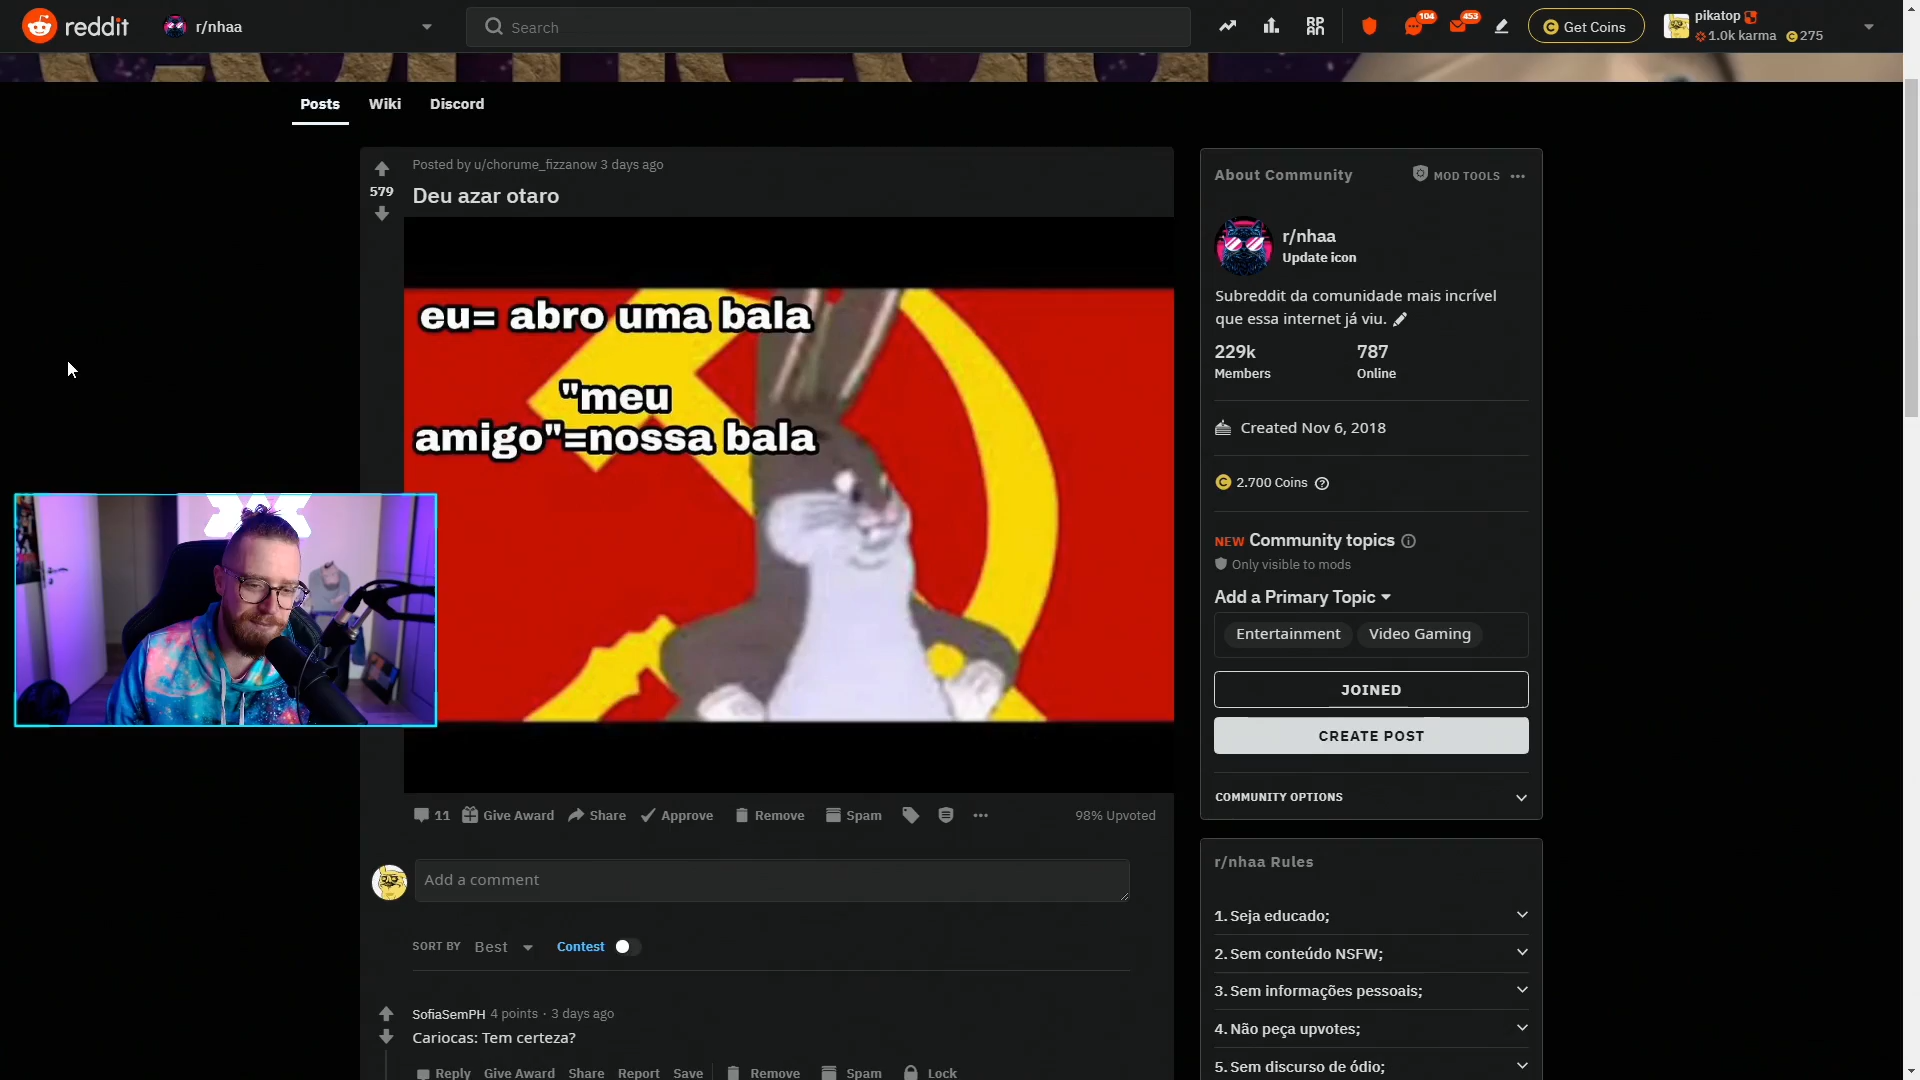 reddit
r/nhaa
Search
104
453
Get Coins
pikatop
1.0k karma
275
Posts
Wiki
Discord
Posted by u/chorume_fizzanow 3 days ago
579
Deu azar otaro
eu= abro uma bala
"meu
amigo"=nossa bala
11
Give Award
Share
Approve
Remove
Spam
98% Upvoted
Add a comment
SORT BY
Best
Contest
SofiaSemPH 4 points · 3 days ago
Cariocas: Tem certeza?
Reply
Give Award
Share
Report
Save
Remove
Spam
Lock
About Community
MOD TOOLS
r/nhaa
Update icon
Subreddit da comunidade mais incrível
que essa internet já viu.
229k
787
Members
Online
Created Nov 6, 2018
2.700 Coins
NEW Community topics
Only visible to mods
Add a Primary Topic
Entertainment
Video Gaming
JOINED
CREATE POST
COMMUNITY OPTIONS
r/nhaa Rules
1. Seja educado;
2. Sem conteúdo NSFW;
3. Sem informações pessoais;
4. Não peça upvotes;
5. Sem discurso de ódio;